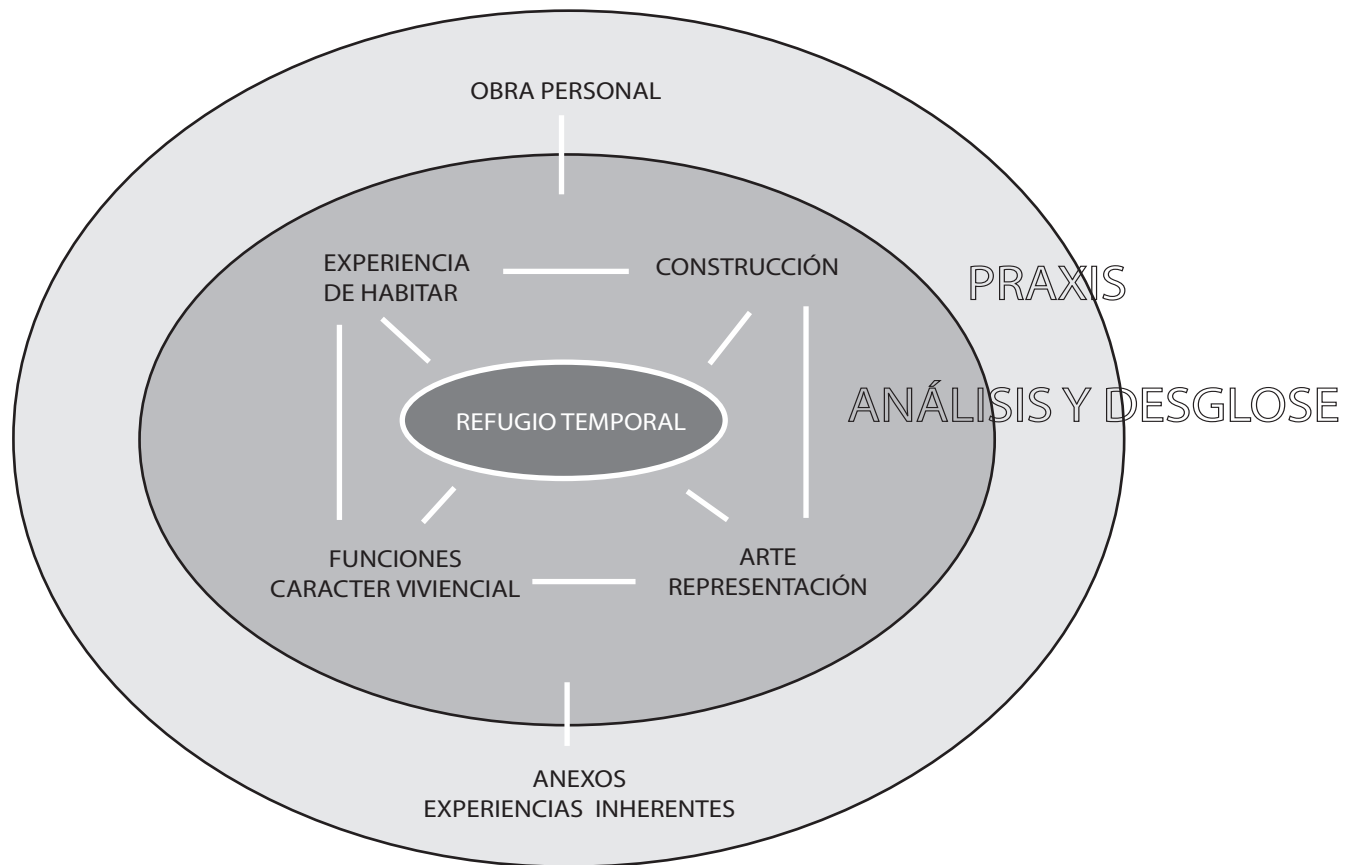 OBRA PERSONAL
EXPERIENCIA
DE HABITAR
CONSTRUCCIÓN
PRAXIS
REFUGIO TEMPORAL
ANÁLISIS Y DESGLOSE
FUNCIONES
CARACTER VIVIENCIAL
ARTE
REPRESENTACIÓN
ANEXOS
EXPERIENCIAS INHERENTES